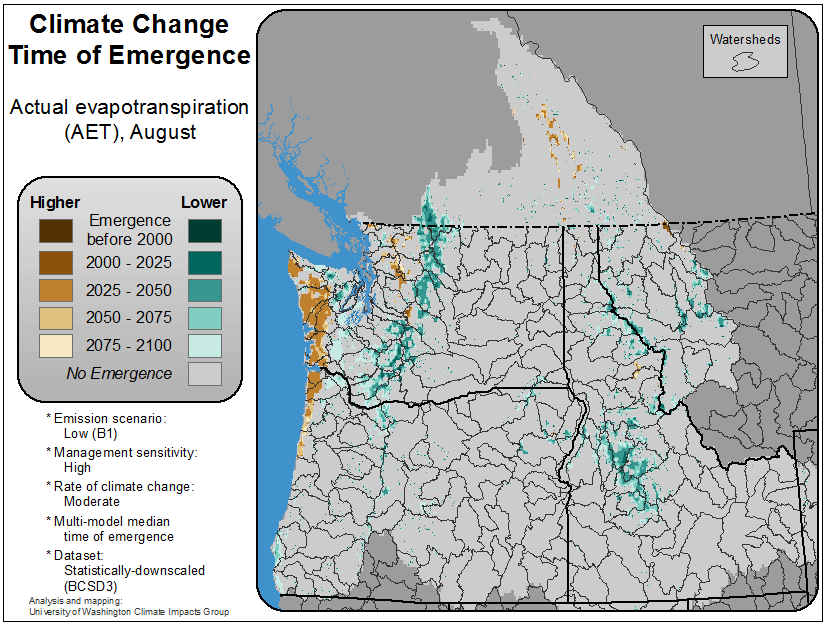 Climate Change
Time of Emergence
Actual evapotranspiration
(AET), August
Higher
Lower
Emergence
before 2000
2000 - 2025
2025 - 2050
2050 - 2075
2075 - 2100
No Emergence
* Emission scenario:
Low (B1)
* Management sensitivity:
High
* Rate of climate change:
Moderate
* Multi-model median
time of emergence
* Dataset:
Statistically-downscaled
(BCSD3)
Analysis and mapping:
University of Washington Climate Impacts Group
Watersheds